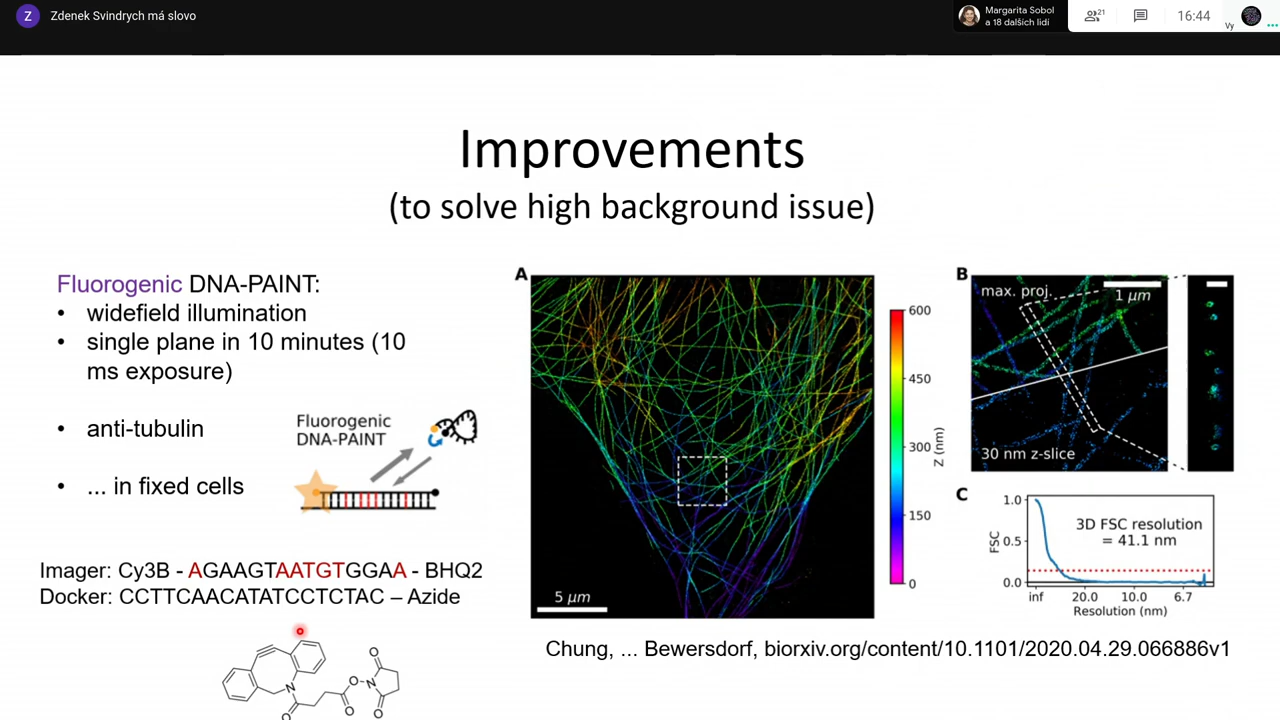 Z
Zdenek Svindrych má slovo
Margarita Sobol
a 18 dalších lidí
21
16:44
Vy
Improvements
(to solve high background issue)
Fluorogenic DNA-PAINT:
• widefield illumination
• single plane in 10 minutes (10
ms exposure)
• anti-tubulin
• ... in fixed cells
Fluorogenic
DNA-PAINT
Imager: Cy3B - AGAAGTAATGTGGAA - BHQ2
Docker: CCTTCAACATATCCTCTAC – Azide
N
O
O
O
N
O
O
A
5 µm
600
450
300
150
0
Z (nm)
B
max. proj.
1 µm
30 nm z-slice
C
1.0
0.5
0.0
FSC
3D FSC resolution
= 41.1 nm
inf
20.0
10.0
6.7
Resolution (nm)
Chung, ... Bewersdorf, biorxiv.org/content/10.1101/2020.04.29.066886v1